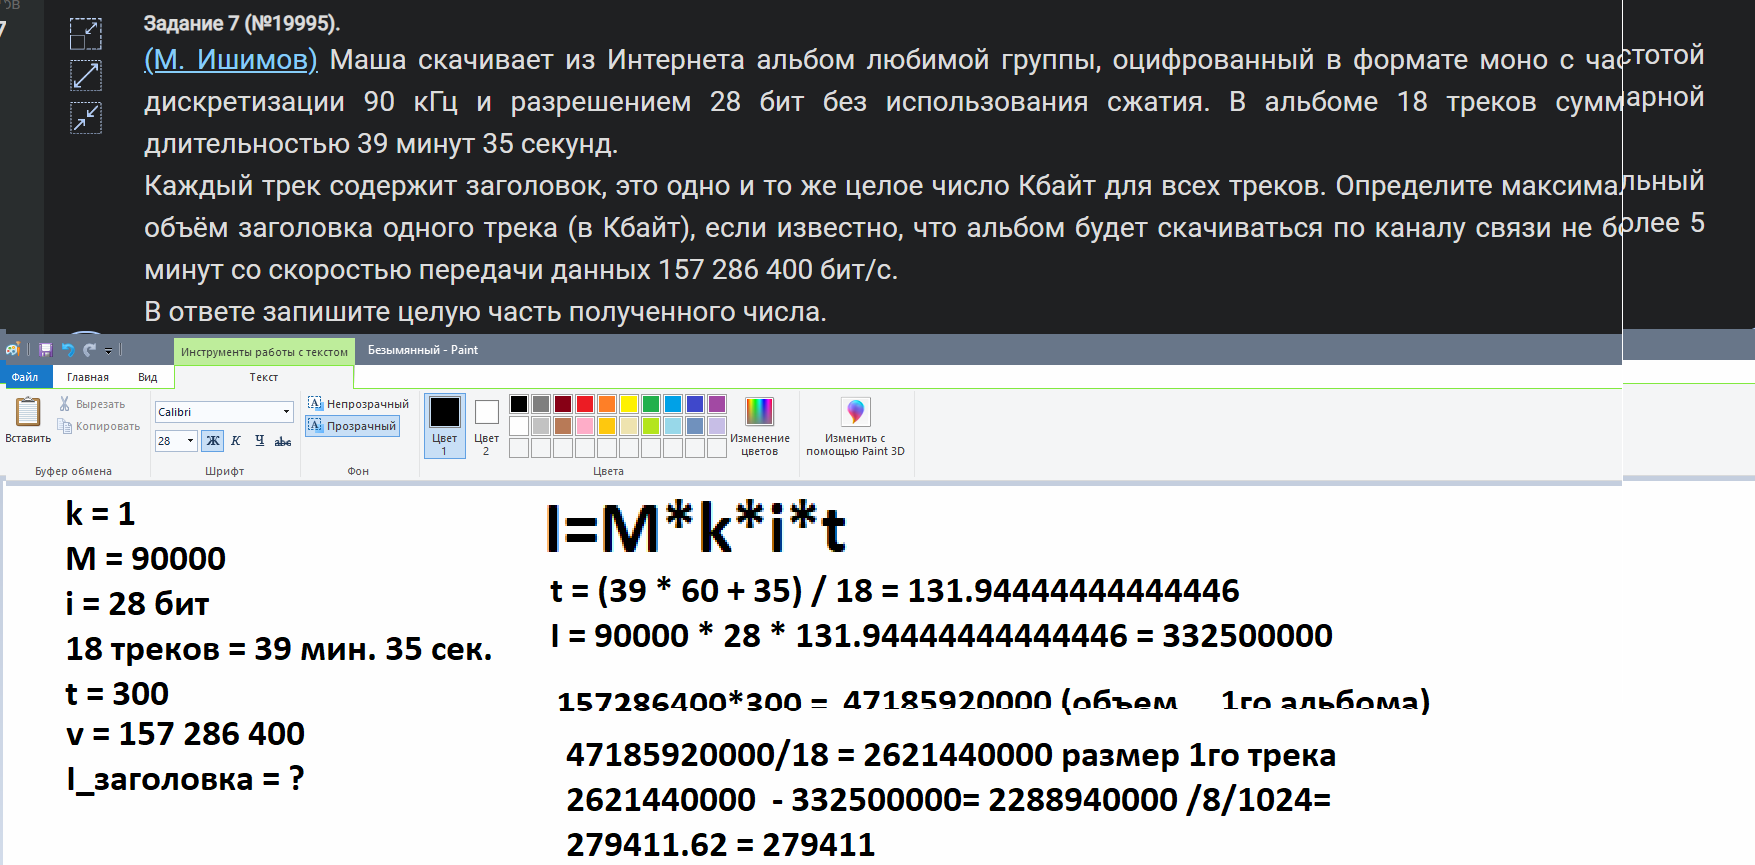 Задание 7 (№19995).
(М. Ишимов) Маша скачивает из Интернета альбом любимой группы, оцифрованный в формате моно с частотой
дискретизации 90 кГц и разрешением 28 бит без использования сжатия. В альбоме 18 треков суммарной
длительностью 39 минут 35 секунд.
Каждый трек содержит заголовок, это одно и то же целое число Кбайт для всех треков. Определите максимальный
объём заголовка одного трека (в Кбайт), если известно, что альбом будет скачиваться по каналу связи не более 5
минут со скоростью передачи данных 157 286 400 бит/с.
В ответе запишите целую часть полученного числа.
Инструменты работы с текстом Безымянный - Paint
Файл Главная Вид Текст
Вставить
Вырезать
Копировать
Буфер обмена
Calibri
28 Ж К Ч abc
Шрифт
Непрозрачный
Прозрачный
Фон
Цвет 1
Цвет 2
Цвета
Изменение цветов
Изменить с помощью Paint 3D
k = 1
M = 90000
i = 28 бит
18 треков = 39 мин. 35 сек.
t = 300
v = 157 286 400
I_заголовка = ?
I=M*k*i*t
t = (39 * 60 + 35) / 18 = 131.94444444444446
I = 90000 * 28 * 131.94444444444446 = 332500000
157286400*300 = 47185920000 (объем 1го альбома)
47185920000/18 = 2621440000 размер 1го трека
2621440000 - 332500000= 2288940000 /8/1024=
279411.62 = 279411